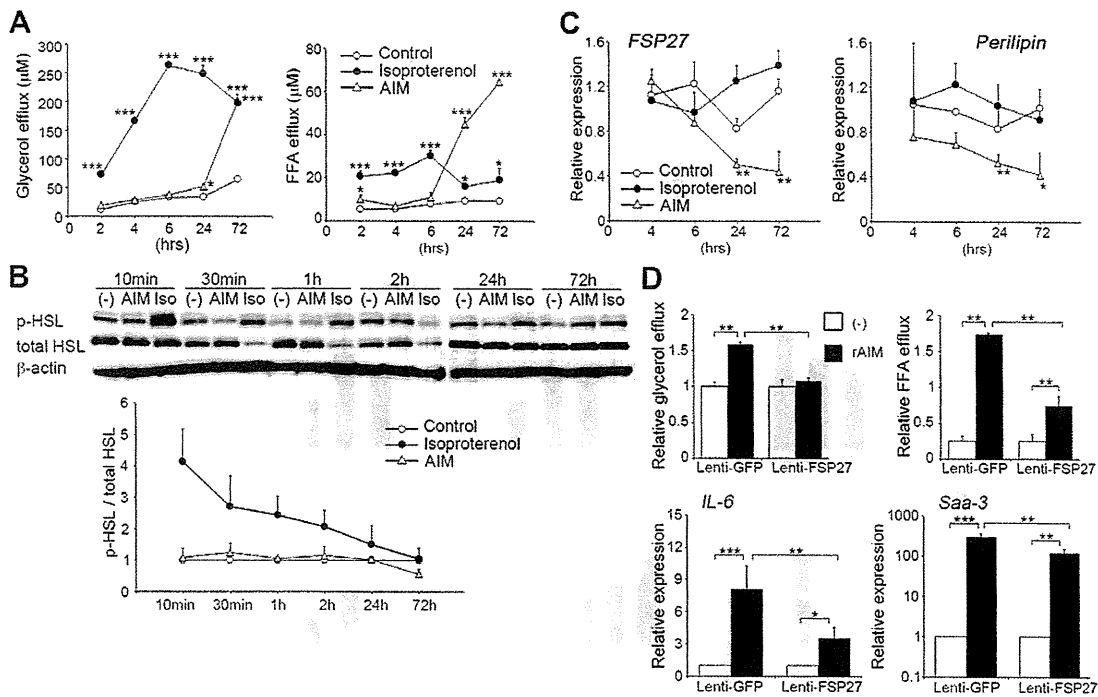 A
Glycerol efflux (μM)
300
250
200
150
100
50
0
2 4 6 24 72
(hrs)
*** *** *** *** *** *** *
FFA efflux (μM)
80
60
40
20
0
2 4 6 24 72
(hrs)
*** *** *** *** *** * * *
Control
Isoproterenol
AIM
C
FSP27
Relative expression
1.6
1.2
0.8
0.4
0
4 6 24 72
(hrs)
** **
Control
Isoproterenol
AIM
Perilipin
Relative expression
1.6
1.2
0.8
0.4
0
4 6 24 72
(hrs)
** *
B
10min 30min 1h 2h 24h 72h
(-) AIM Iso (-) AIM Iso (-) AIM Iso (-) AIM Iso (-) AIM Iso (-) AIM Iso
p-HSL
total HSL
β-actin
p-HSL / total HSL
6
5
4
3
2
1
0
10min 30min 1h 2h 24h 72h
Control
Isoproterenol
AIM
D
Relative glycerol efflux
2
1.5
1
0.5
0
** **
Lenti-GFP Lenti-FSP27
(-)
rAIM
Relative FFA efflux
2
1.5
1
0.5
0
** ** **
Lenti-GFP Lenti-FSP27
IL-6
Relative expression
15
12
9
6
3
0
*** ** *
Lenti-GFP Lenti-FSP27
Saa-3
Relative expression
1000
100
10
1
0.1
*** ** **
Lenti-GFP Lenti-FSP27